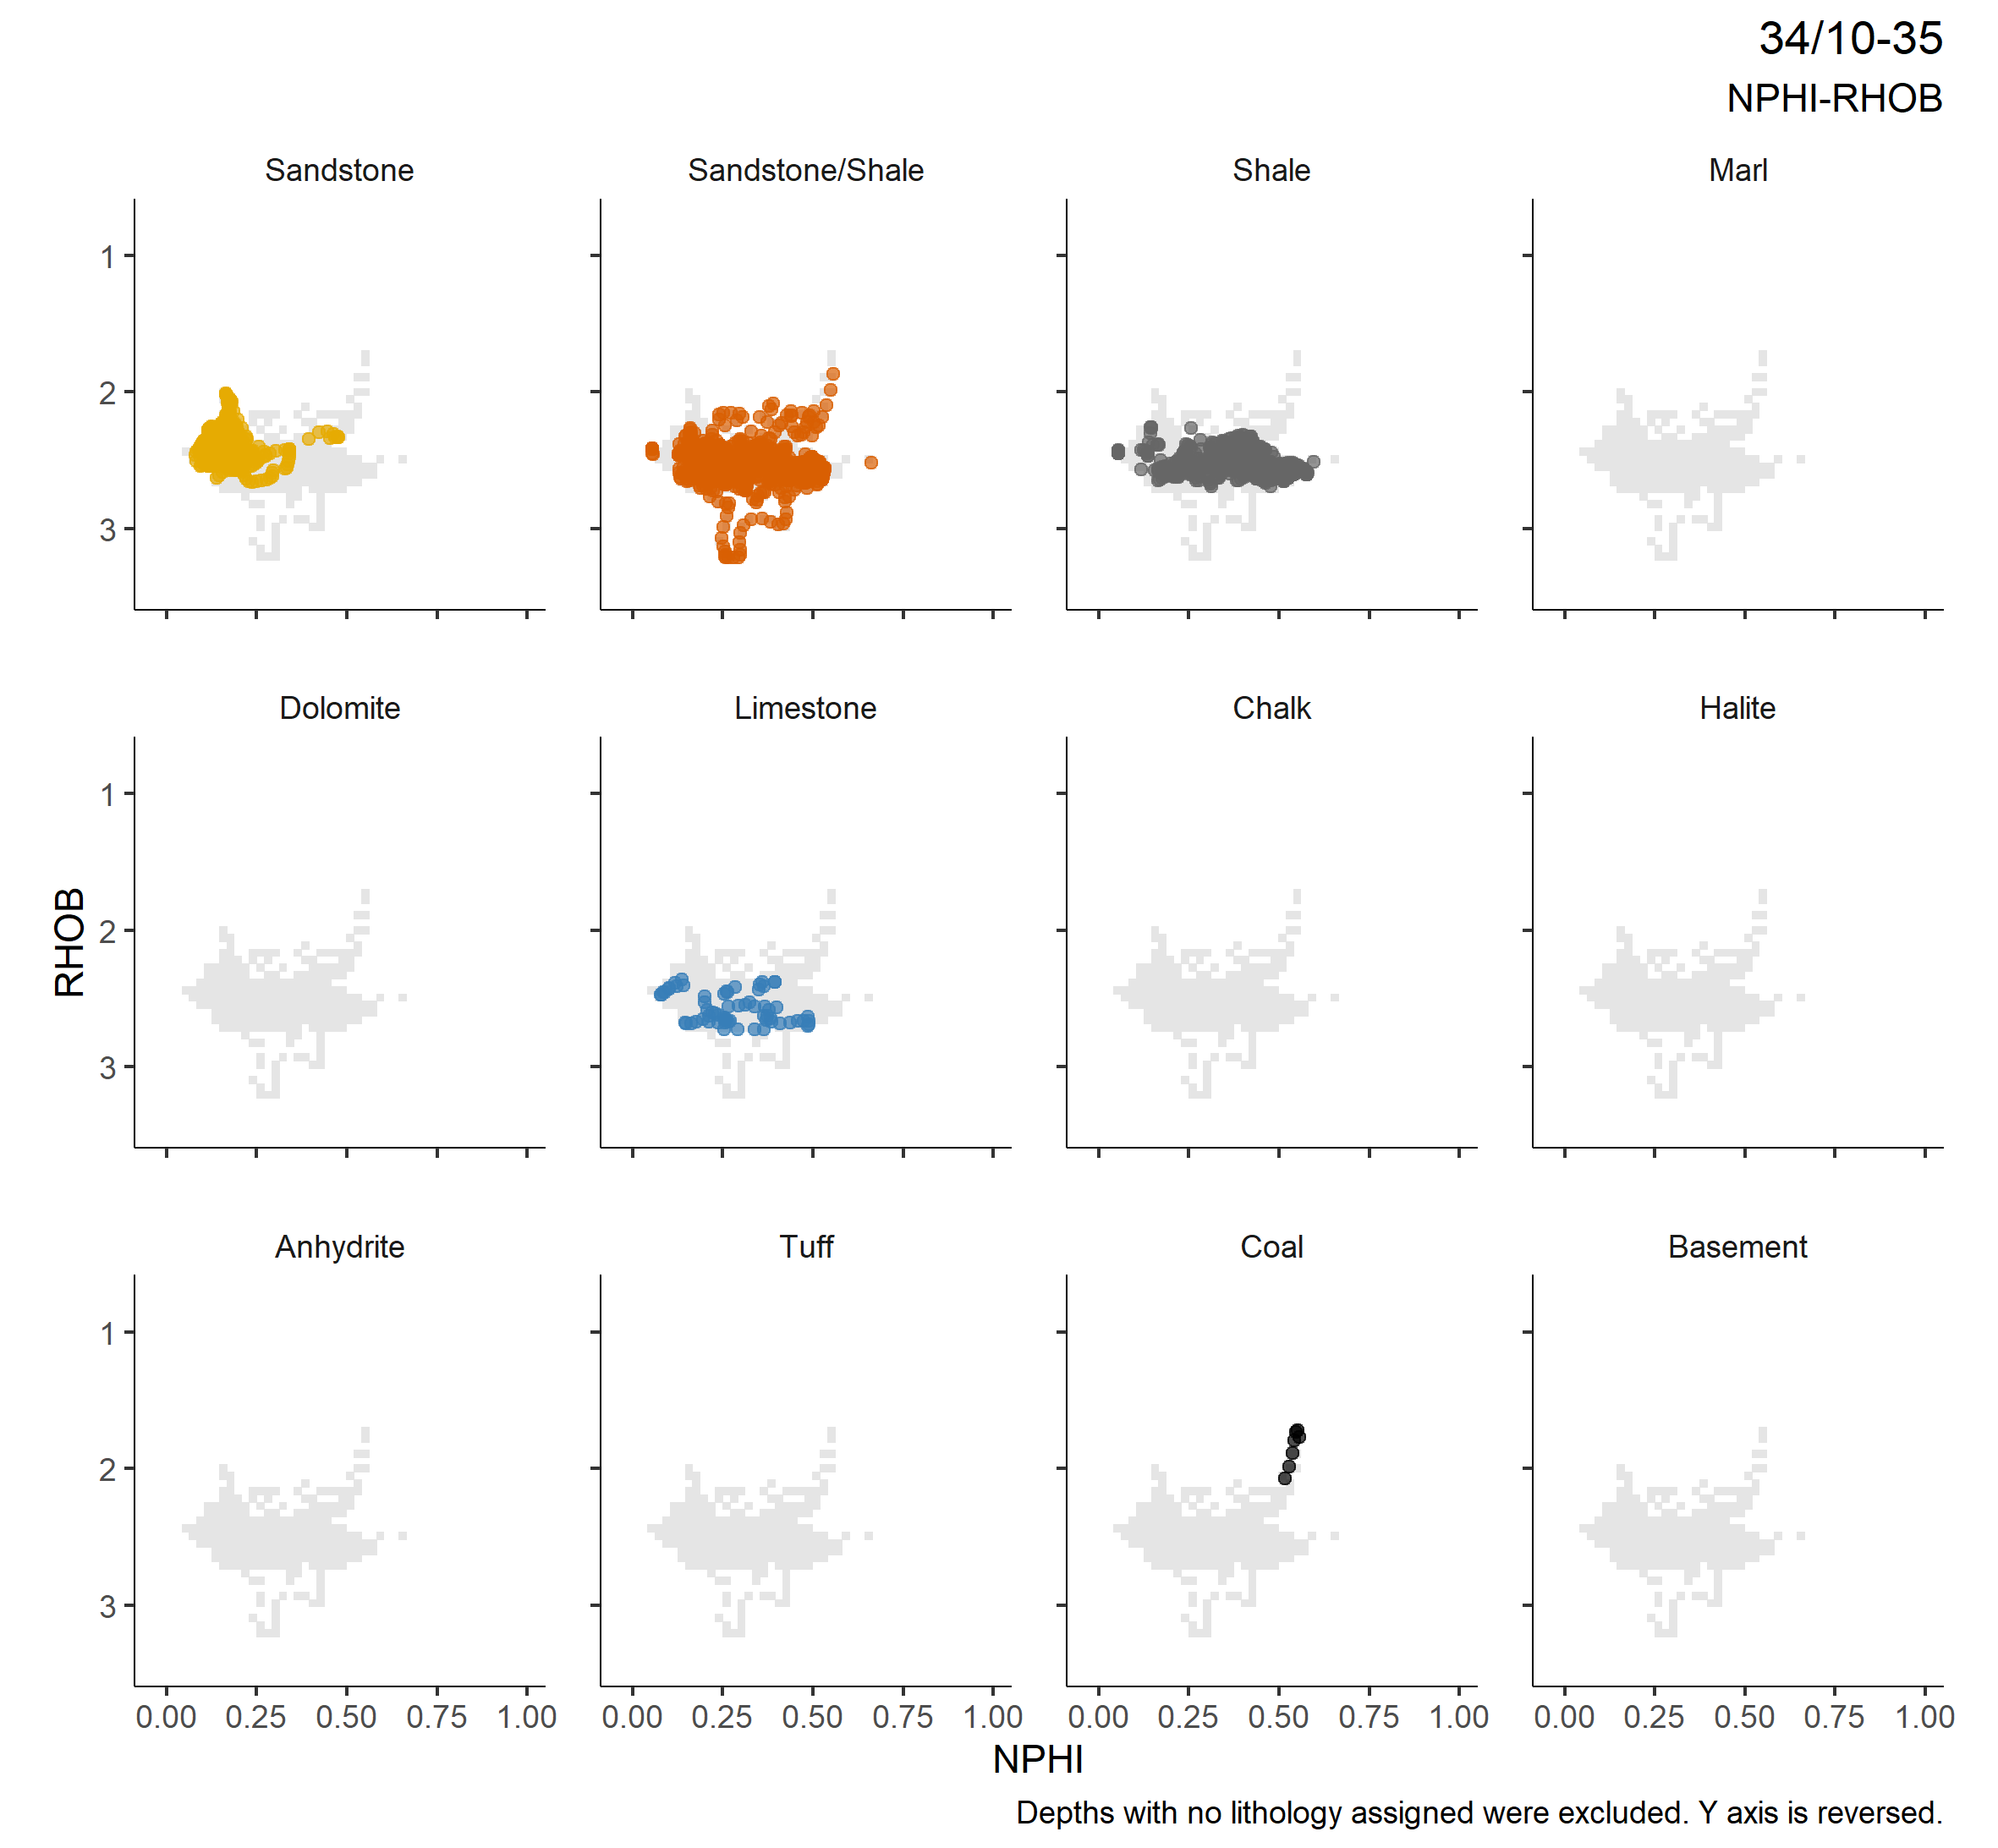 34/10-35
NPHI-RHOB
Sandstone Sandstone/Shale Shale Marl
1
2
3
Dolomite Limestone Chalk Halite
1
2
3
RHOB
Anhydrite Tuff Coal Basement
1
2
3
0.00 0.25 0.50 0.75 1.00 0.00 0.25 0.50 0.75 1.00 0.00 0.25 0.50 0.75 1.00 0.00 0.25 0.50 0.75 1.00
NPHI
Depths with no lithology assigned were excluded. Y axis is reversed.